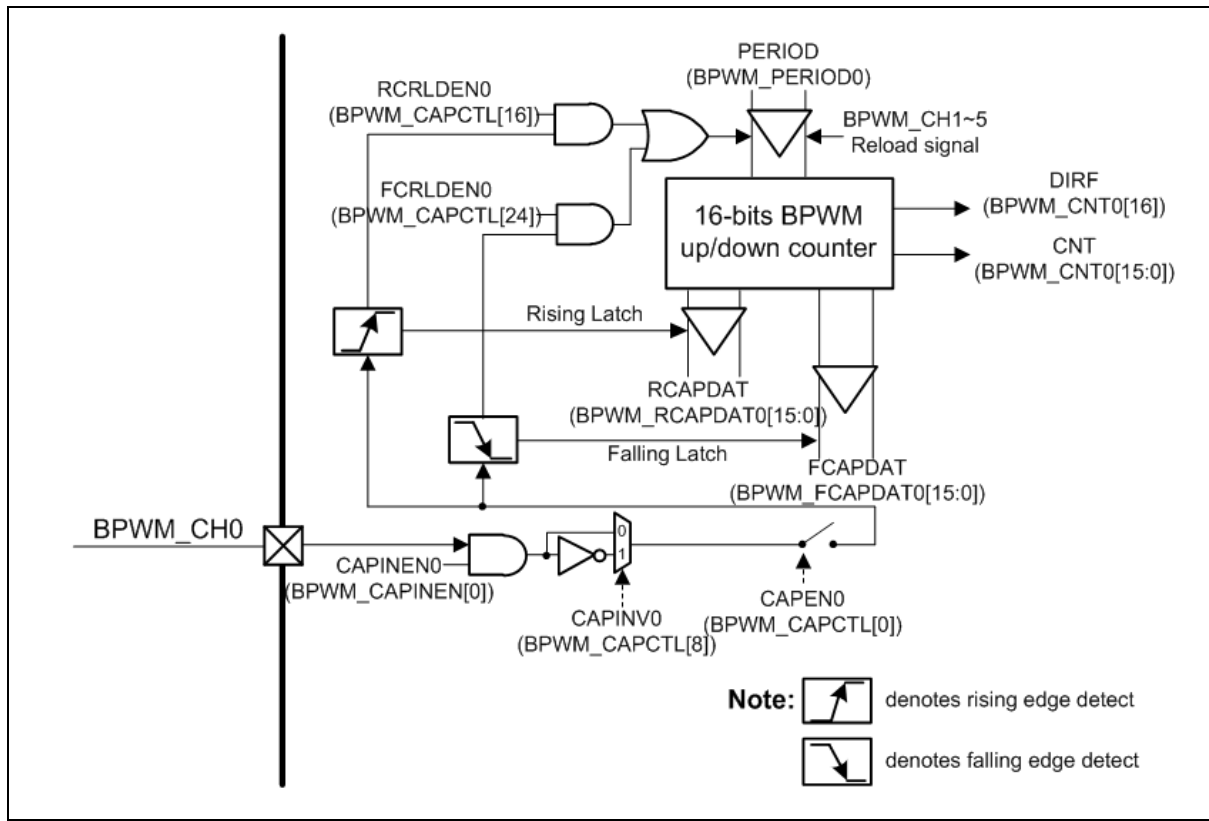 PERIOD
(BPWM_PERIOD0)
RCRLDEN0
(BPWM_CAPCTL[16])
BPWM_CH1~5
Reload signal
FCRLDEN0
(BPWM_CAPCTL[24])
16-bits BPWM
up/down counter
DIRF
(BPWM_CNT0[16])
CNT
(BPWM_CNT0[15:0])
Rising Latch
RCAPDAT
(BPWM_RCAPDAT0[15:0])
Falling Latch
FCAPDAT
(BPWM_FCAPDAT0[15:0])
BPWM_CH0
0
1
CAPINEN0
(BPWM_CAPINEN[0])
CAPINV0
(BPWM_CAPCTL[8])
CAPEN0
(BPWM_CAPCTL[0])
Note:
denotes rising edge detect
denotes falling edge detect